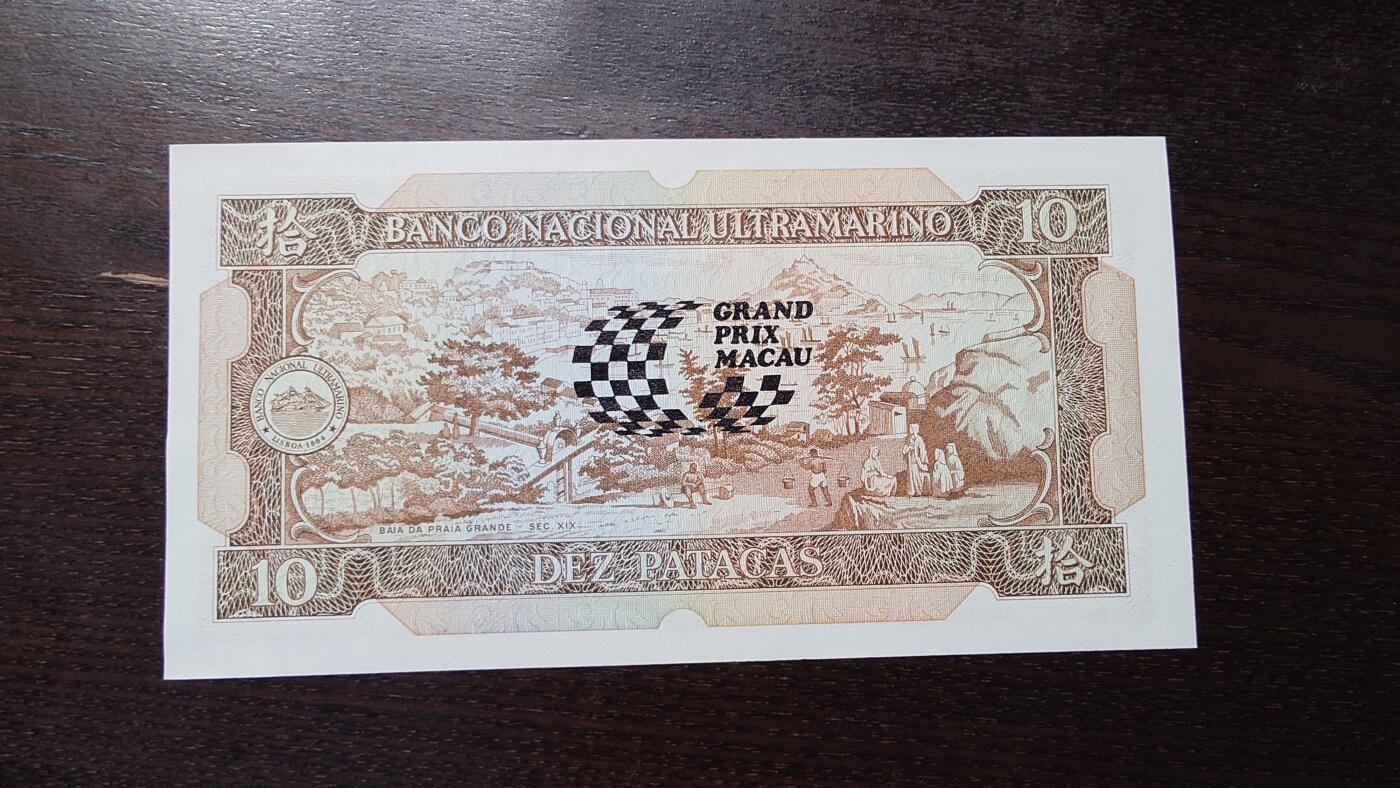 拾
BANCO NACIONAL ULTRAMARINO
10
GRAND
PRIX
MACAU
BANCO NACIONAL ULTRAMARINO
LISBOA 1864
BAIA DA PRAIA GRANDE - SEC. XIX
10
DEZ PATACAS
拾